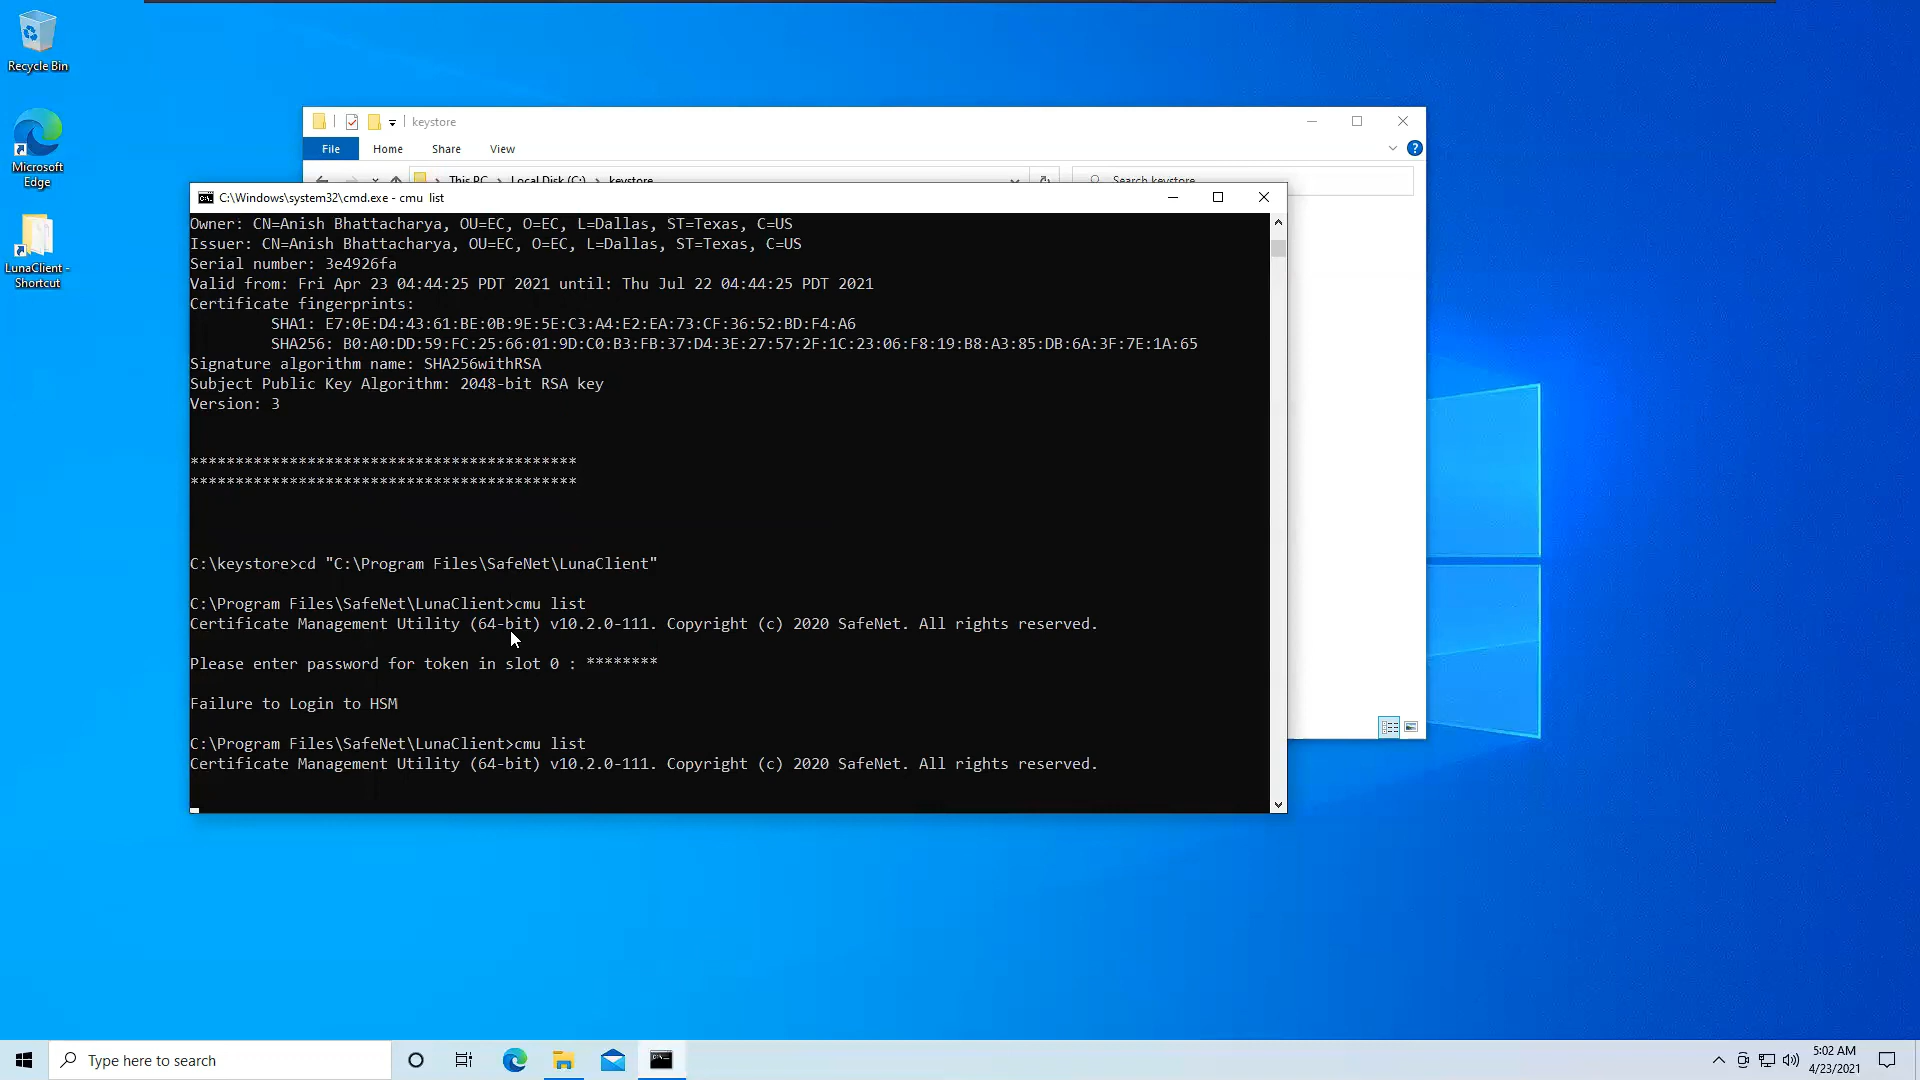 Recycle Bin
Microsoft
Edge
LunaClient -
Shortcut
keystore
File
Home
Share
View
This PC
Local Disk (C:)
keystore
Search keystore
C:\Windows\system32\cmd.exe - cmu list
Owner: CN=Anish Bhattacharya, OU=EC, O=EC, L=Dallas, ST=Texas, C=US
Issuer: CN=Anish Bhattacharya, OU=EC, O=EC, L=Dallas, ST=Texas, C=US
Serial number: 3e4926fa
Valid from: Fri Apr 23 04:44:25 PDT 2021 until: Thu Jul 22 04:44:25 PDT 2021
Certificate fingerprints:
SHA1: E7:0E:D4:43:61:BE:0B:9E:5E:C3:A4:E2:EA:73:CF:36:52:BD:F4:A6
SHA256: B0:A0:DD:59:FC:25:66:01:9D:C0:B3:FB:37:D4:3E:27:57:2F:1C:23:06:F8:19:B8:A3:85:DB:6A:3F:7E:1A:65
Signature algorithm name: SHA256withRSA
Subject Public Key Algorithm: 2048-bit RSA key
Version: 3
*******************************************
*******************************************
C:\keystore>cd "C:\Program Files\SafeNet\LunaClient"
C:\Program Files\SafeNet\LunaClient>cmu list
Certificate Management Utility (64-bit) v10.2.0-111. Copyright (c) 2020 SafeNet. All rights reserved.
Please enter password for token in slot 0 : ********
Failure to Login to HSM
C:\Program Files\SafeNet\LunaClient>cmu list
Certificate Management Utility (64-bit) v10.2.0-111. Copyright (c) 2020 SafeNet. All rights reserved.
Type here to search
5:02 AM
4/23/2021